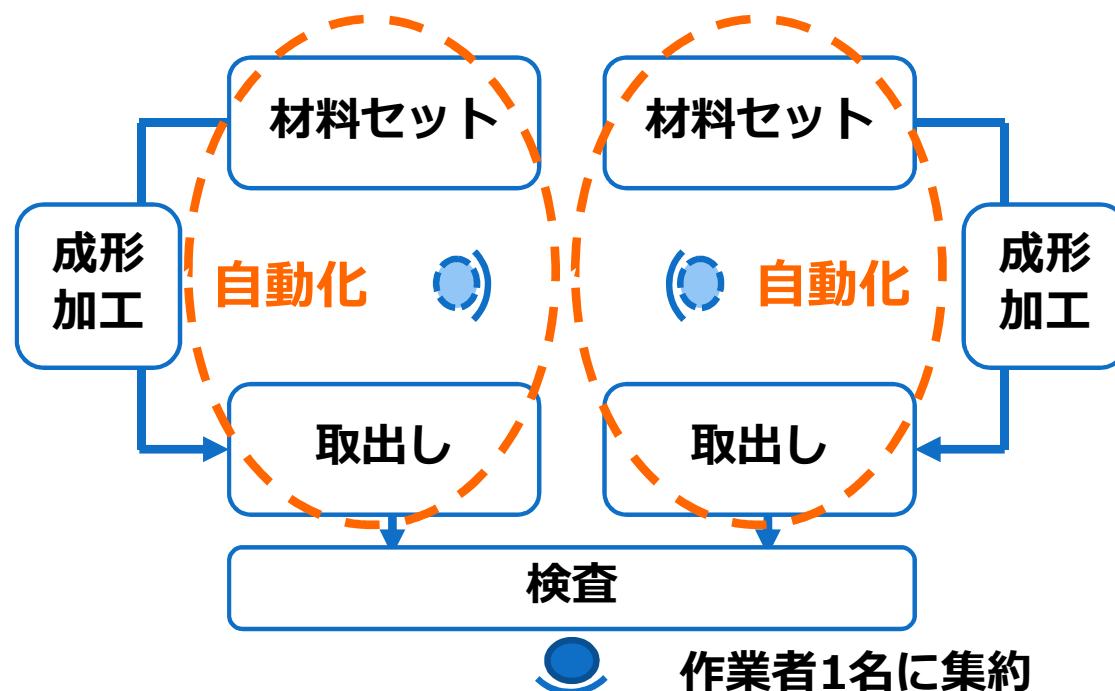 材料セット
材料セット
成形
加工
自動化
自動化
成形
加工
取出し
取出し
検査
作業者1名に集約